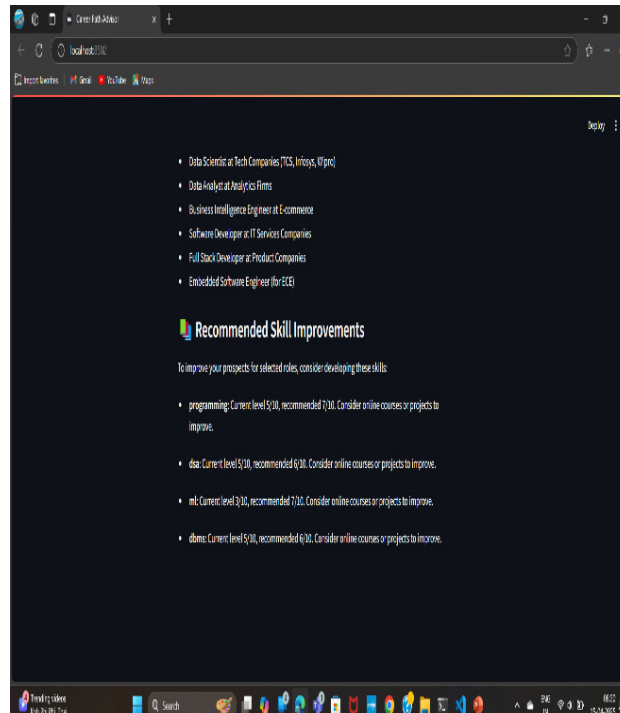 Career Path Advisor
localhost:8502
Import favorites
Gmail
YouTube
Maps
Deploy
• Data Scientist at Tech Companies (TCS, Infosys, Wipro)
• Data Analyst at Analytics Firms
• Business Intelligence Engineer at E-commerce
• Software Developer at IT Services Companies
• Full Stack Developer at Product Companies
• Embedded Software Engineer (for ECE)
Recommended Skill Improvements
To improve your prospects for selected roles, consider developing these skills:
• programming: Current level 5/10, recommended 7/10. Consider online courses or projects to
improve.
• dsa: Current level 5/10, recommended 6/10. Consider online courses or projects to improve.
• ml: Current level 3/10, recommended 7/10. Consider online courses or projects to improve.
• dbms: Current level 5/10, recommended 6/10. Consider online courses or projects to improve.
Trending videos
Search
ENG
IN